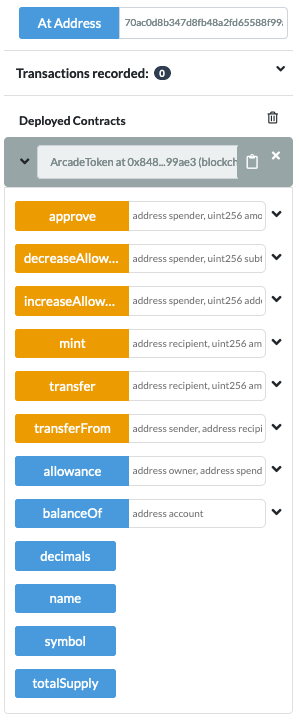 At Address 70ac0d8b347d8fb48a2fd65588f99
Transactions recorded: 0
Deployed Contracts
ArcadeToken at 0x848...99ae3 (blockch
approve address spender, uint256 amo
decreaseAllow... address spender, uint256 subt
increaseAllow... address spender, uint256 adde
mint address recipient, uint256 am
transfer address recipient, uint256 am
transferFrom address sender, address recipi
allowance address owner, address spend
balanceOf address account
decimals
name
symbol
totalSupply